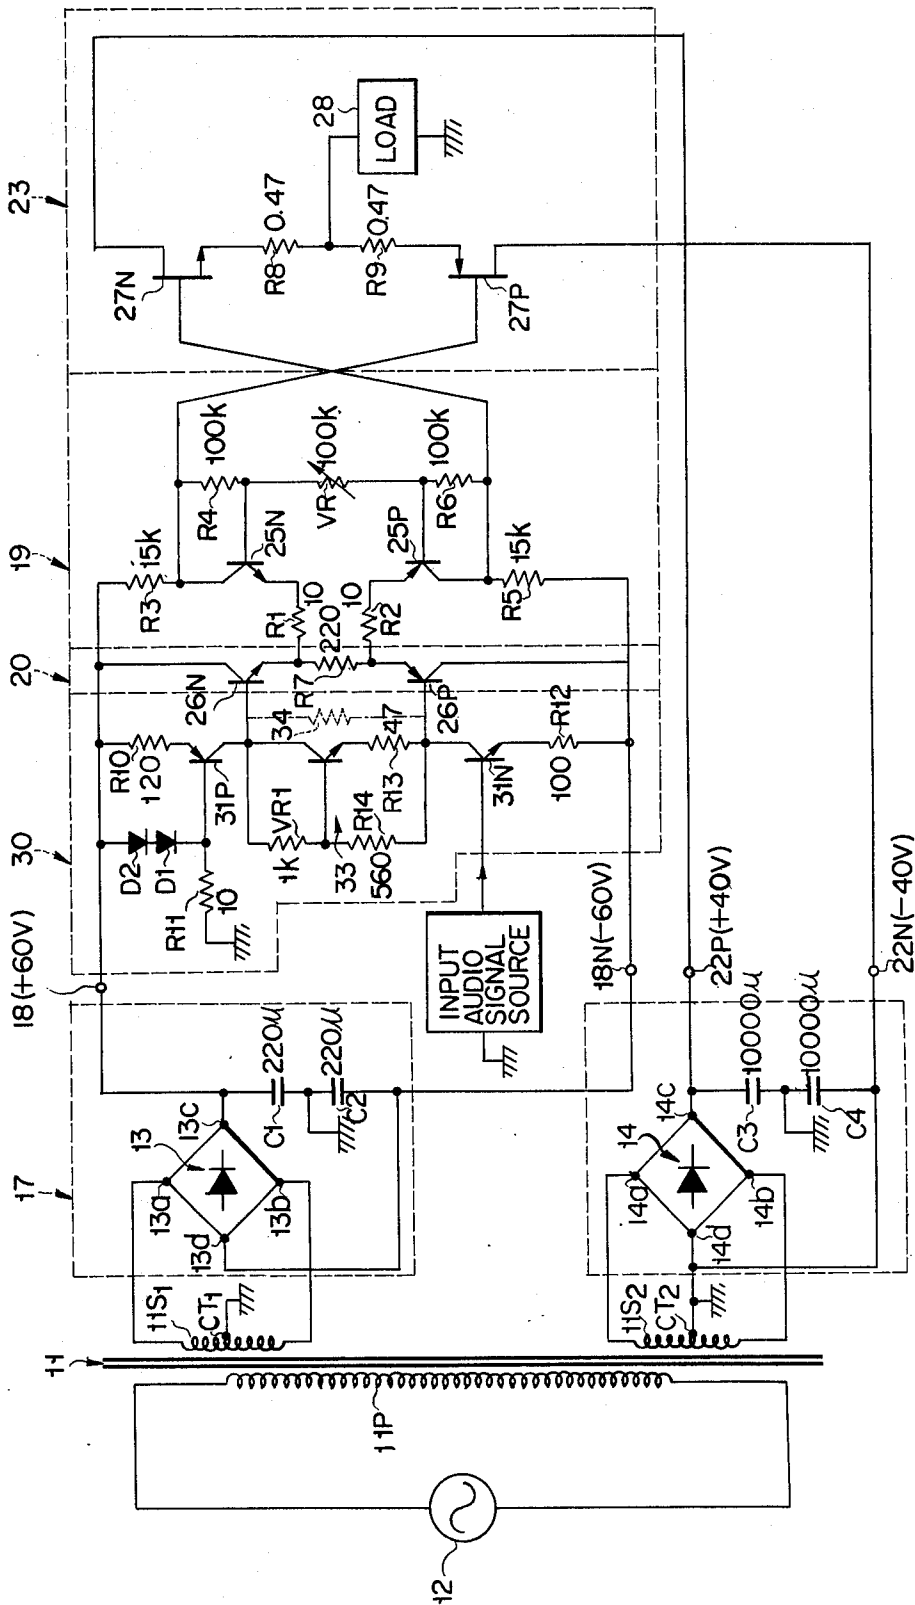 23
19
20
30
18(+60V)
17
11
12
27N
R8 0.47
28
LOAD
R9 0.47
27P
R3 15k
R4 100k
25N
VR 100k
25P
R6 100k
R5 15k
R1 10
R2 10
R7 220
26N
26P
34
R10
120
31P
D2
D1
R11
10
VR1
1k
33
R14
560
R13
47
31N
100
R12
INPUT
AUDIO
SIGNAL
SOURCE
18N(-60V)
22P(+40V)
22N(-40V)
C1 220μ
C2 220μ
13
13a
13b
13c
13d
11S1
CT1
C3 10000μ
C4 10000μ
14
14a
14b
14c
14d
11S2
CT2
11P